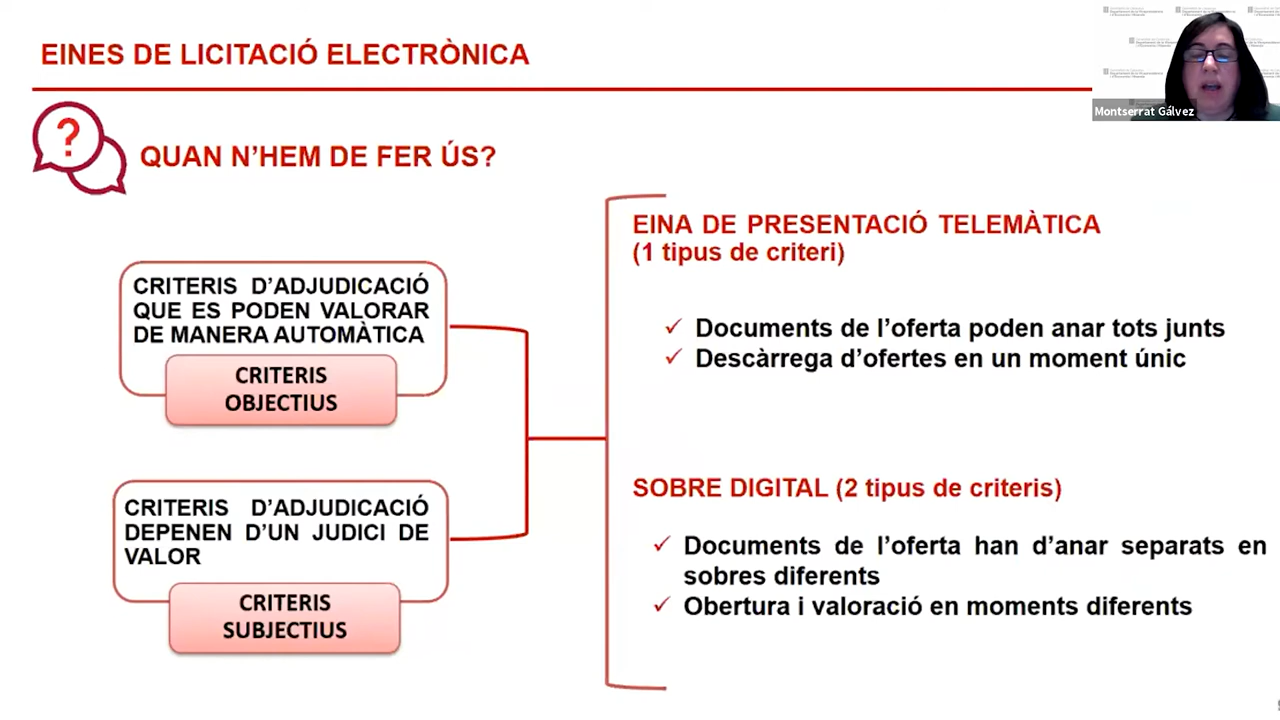 EINES DE LICITACIÓ ELECTRÒNICA
Montserrat Gálvez
?
QUAN N'HEM DE FER ÚS?
CRITERIS D'ADJUDICACIÓ
QUE ES PODEN VALORAR
DE MANERA AUTOMÀTICA
CRITERIS
OBJECTIUS
CRITERIS D'ADJUDICACIÓ
DEPENEN D'UN JUDICI DE
VALOR
CRITERIS
SUBJECTIUS
EINA DE PRESENTACIÓ TELEMÀTICA
(1 tipus de criteri)
✓ Documents de l'oferta poden anar tots junts
✓ Descàrrega d'ofertes en un moment únic
SOBRE DIGITAL (2 tipus de criteris)
✓ Documents de l'oferta han d'anar separats en
sobres diferents
✓ Obertura i valoració en moments diferents